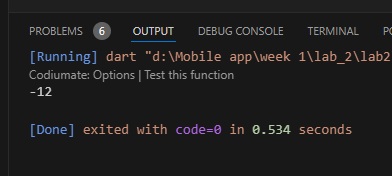 PROBLEMS 6 OUTPUT DEBUG CONSOLE TERMINAL
[Running] dart "d:\Mobile app\week 1\lab_2\lab2
Codiumate: Options | Test this function
-12
[Done] exited with code=0 in 0.534 seconds